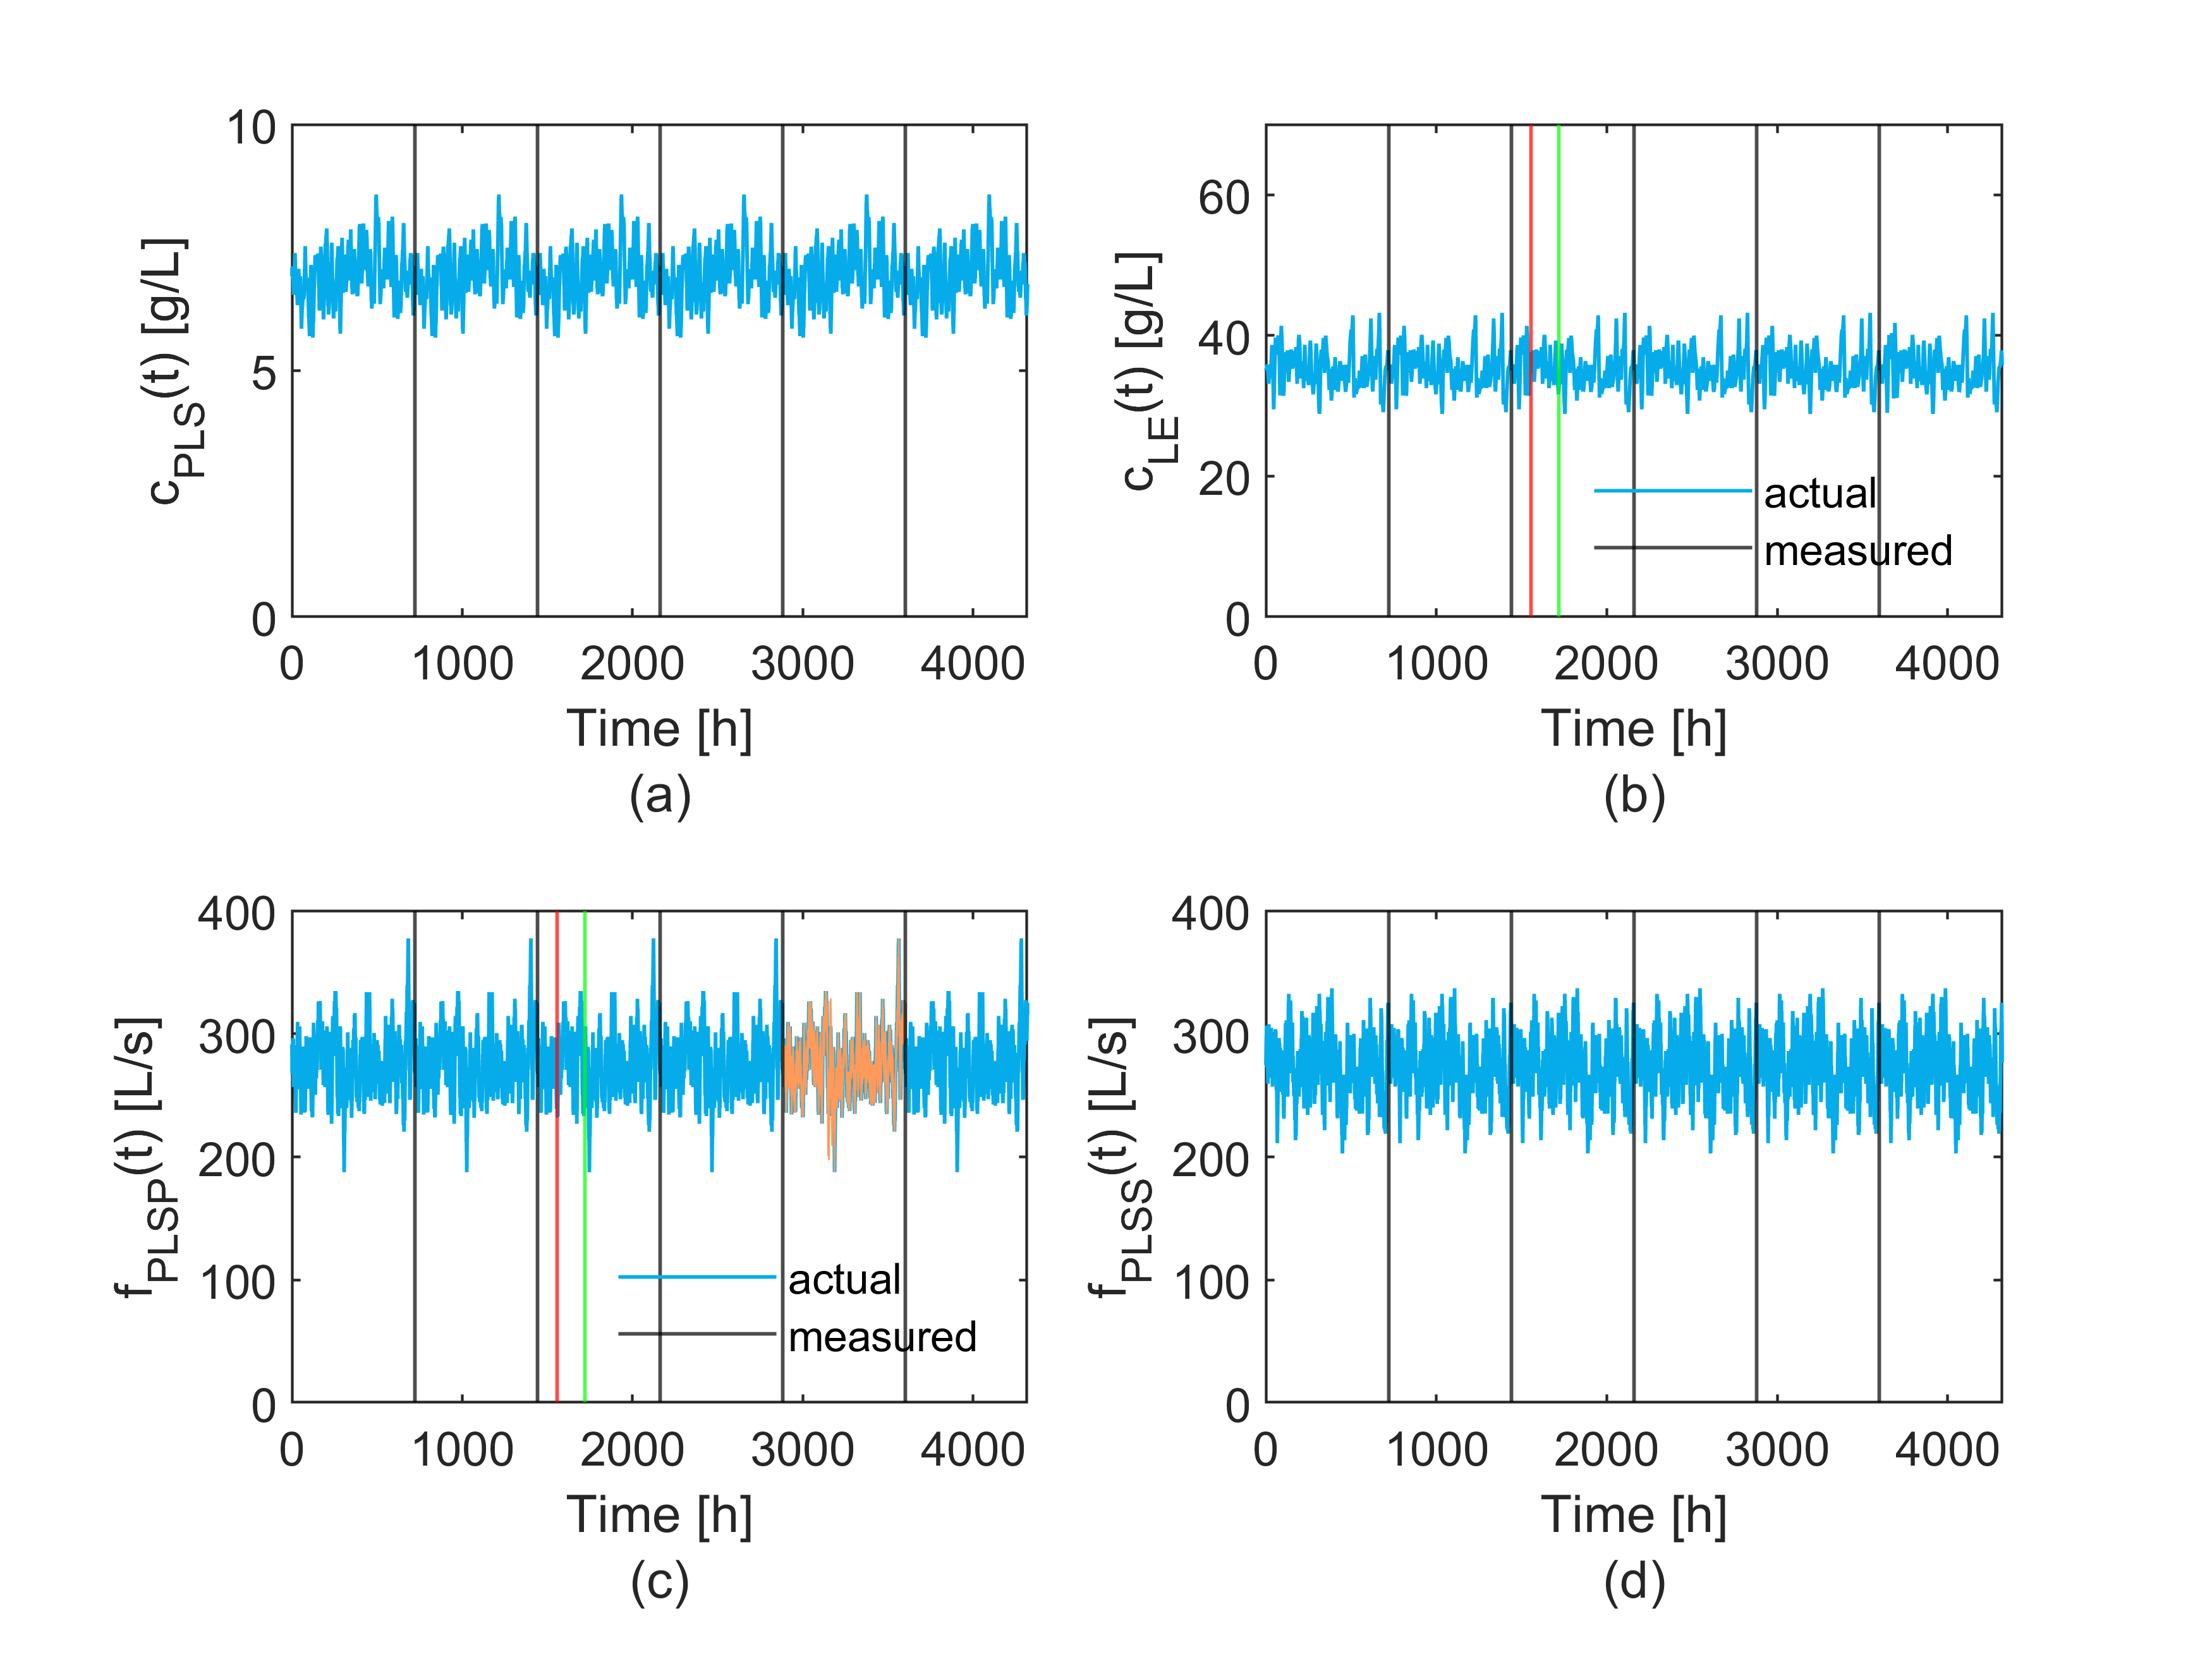 10
5
0
c_PLS(t) [g/L]
0 1000 2000 3000 4000
Time [h]
(a)
60
40
20
0
c_LE(t) [g/L]
actual
measured
0 1000 2000 3000 4000
Time [h]
(b)
400
300
200
100
0
f_PLSP(t) [L/s]
actual
measured
0 1000 2000 3000 4000
Time [h]
(c)
400
300
200
100
0
f_PLSS(t) [L/s]
0 1000 2000 3000 4000
Time [h]
(d)